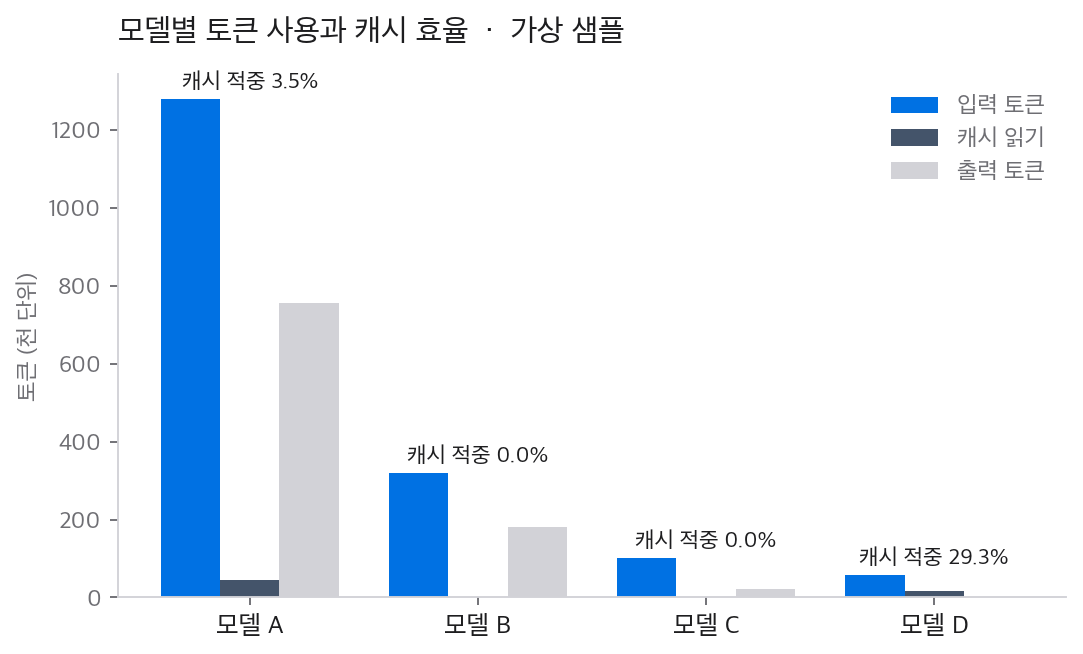 모델별 토큰 사용과 캐시 효율 · 가상 샘플
캐시 적중 3.5%
입력 토큰
캐시 읽기
출력 토큰
토큰 (천 단위)
1200
1000
800
600
400
200
0
캐시 적중 0.0%
캐시 적중 0.0%
캐시 적중 29.3%
모델 A
모델 B
모델 C
모델 D